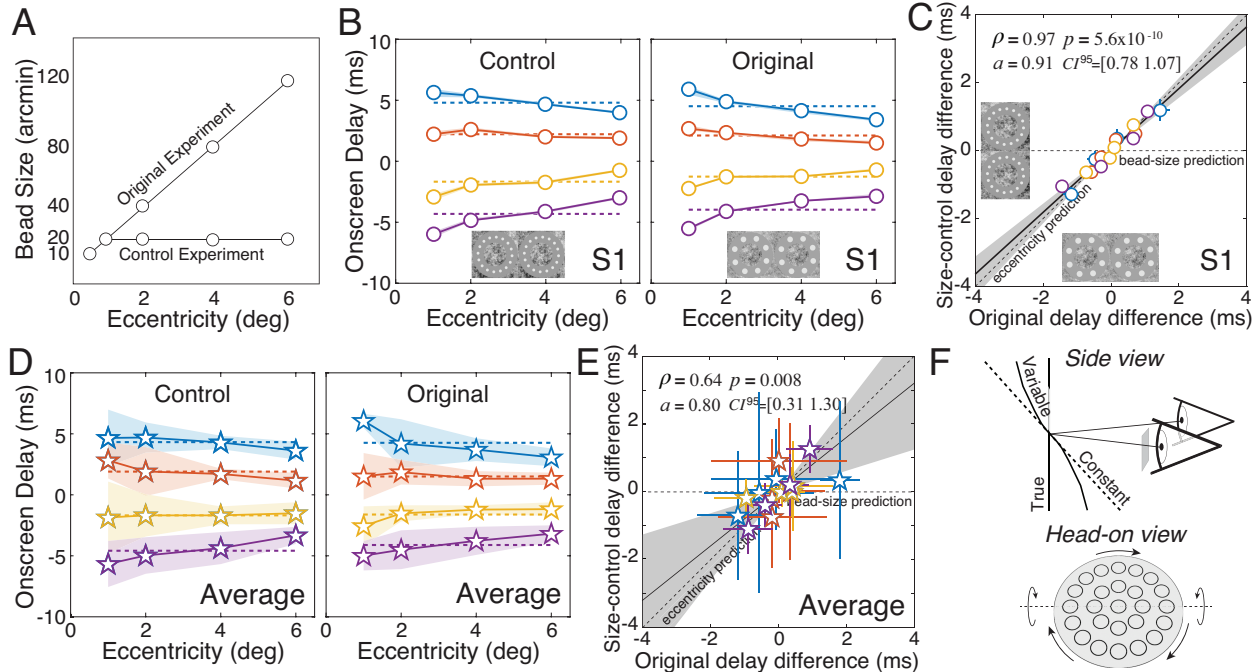 A
Bead Size (arcmin)
120
80
40
20
10
Original Experiment
Control Experiment
0
2
4
6
Eccentricity (deg)
B
Onscreen Delay (ms)
10
5
0
-5
-10
Control
S1
0
2
4
6
Eccentricity (deg)
Original
S1
0
2
4
6
Eccentricity (deg)
C
Size-control delay difference (ms)
4
2
0
-2
-4
ρ = 0.97 p = 5.6x10⁻¹⁰
a = 0.91 CI⁹⁵=[0.78 1.07]
bead-size prediction
eccentricity prediction
S1
-4
-2
0
2
4
Original delay difference (ms)
D
Onscreen Delay (ms)
10
5
0
-5
-10
Control
Average
0
2
4
6
Eccentricity (deg)
Original
Average
0
2
4
6
Eccentricity (deg)
E
Size-control delay difference (ms)
4
2
0
-2
-4
ρ = 0.64 p = 0.008
a = 0.80 CI⁹⁵=[0.31 1.30]
bead-size prediction
eccentricity prediction
Average
-4
-2
0
2
4
Original delay difference (ms)
F
Side view
Variable
True
Constant
Head-on view